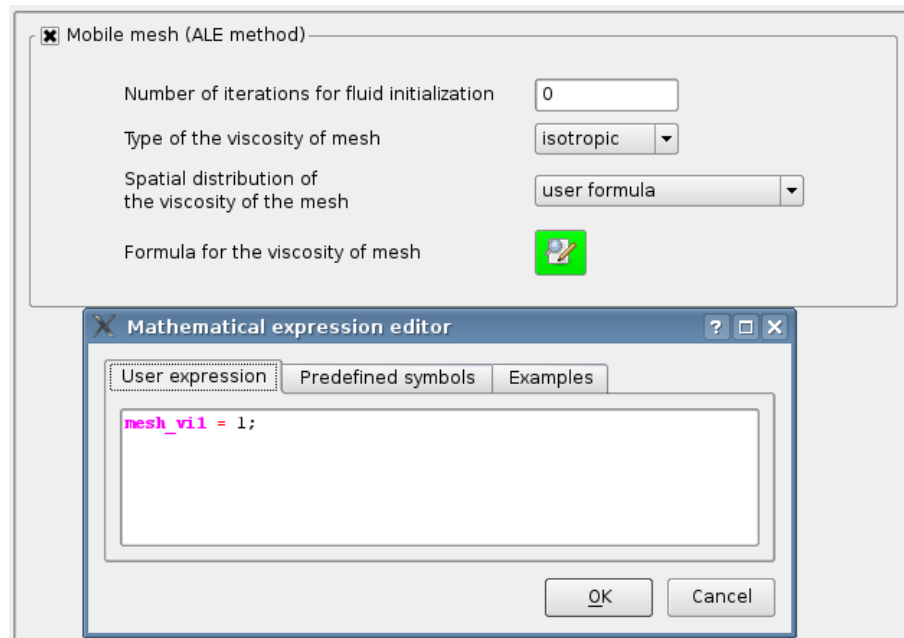 Mobile mesh (ALE method)
Number of iterations for fluid initialization
0
Type of the viscosity of mesh
isotropic
Spatial distribution of
the viscosity of the mesh
user formula
Formula for the viscosity of mesh
Mathematical expression editor
User expression
Predefined symbols
Examples
mesh_vi1 = 1;
OK
Cancel